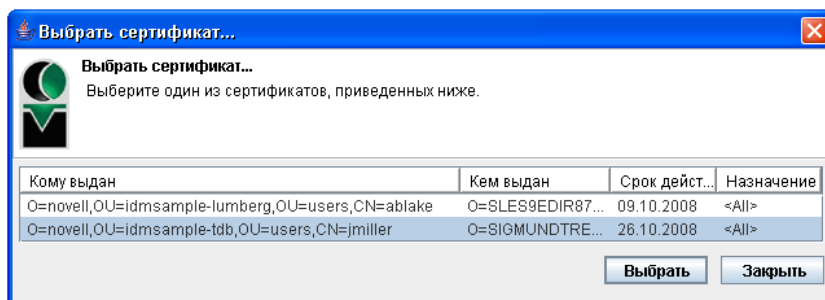 Выбрать сертификат...
Выбрать сертификат...
Выберите один из сертификатов, приведенных ниже.
Кому выдан Кем выдан Срок дейст... Назначение
O=novell,OU=idmsample-lumberg,OU=users,CN=ablake O=SLES9EDIR87... 09.10.2008 <All>
O=novell,OU=idmsample-tdb,OU=users,CN=jmiller O=SIGMUNDTRE... 26.10.2008 <All>
Выбрать Закрыть